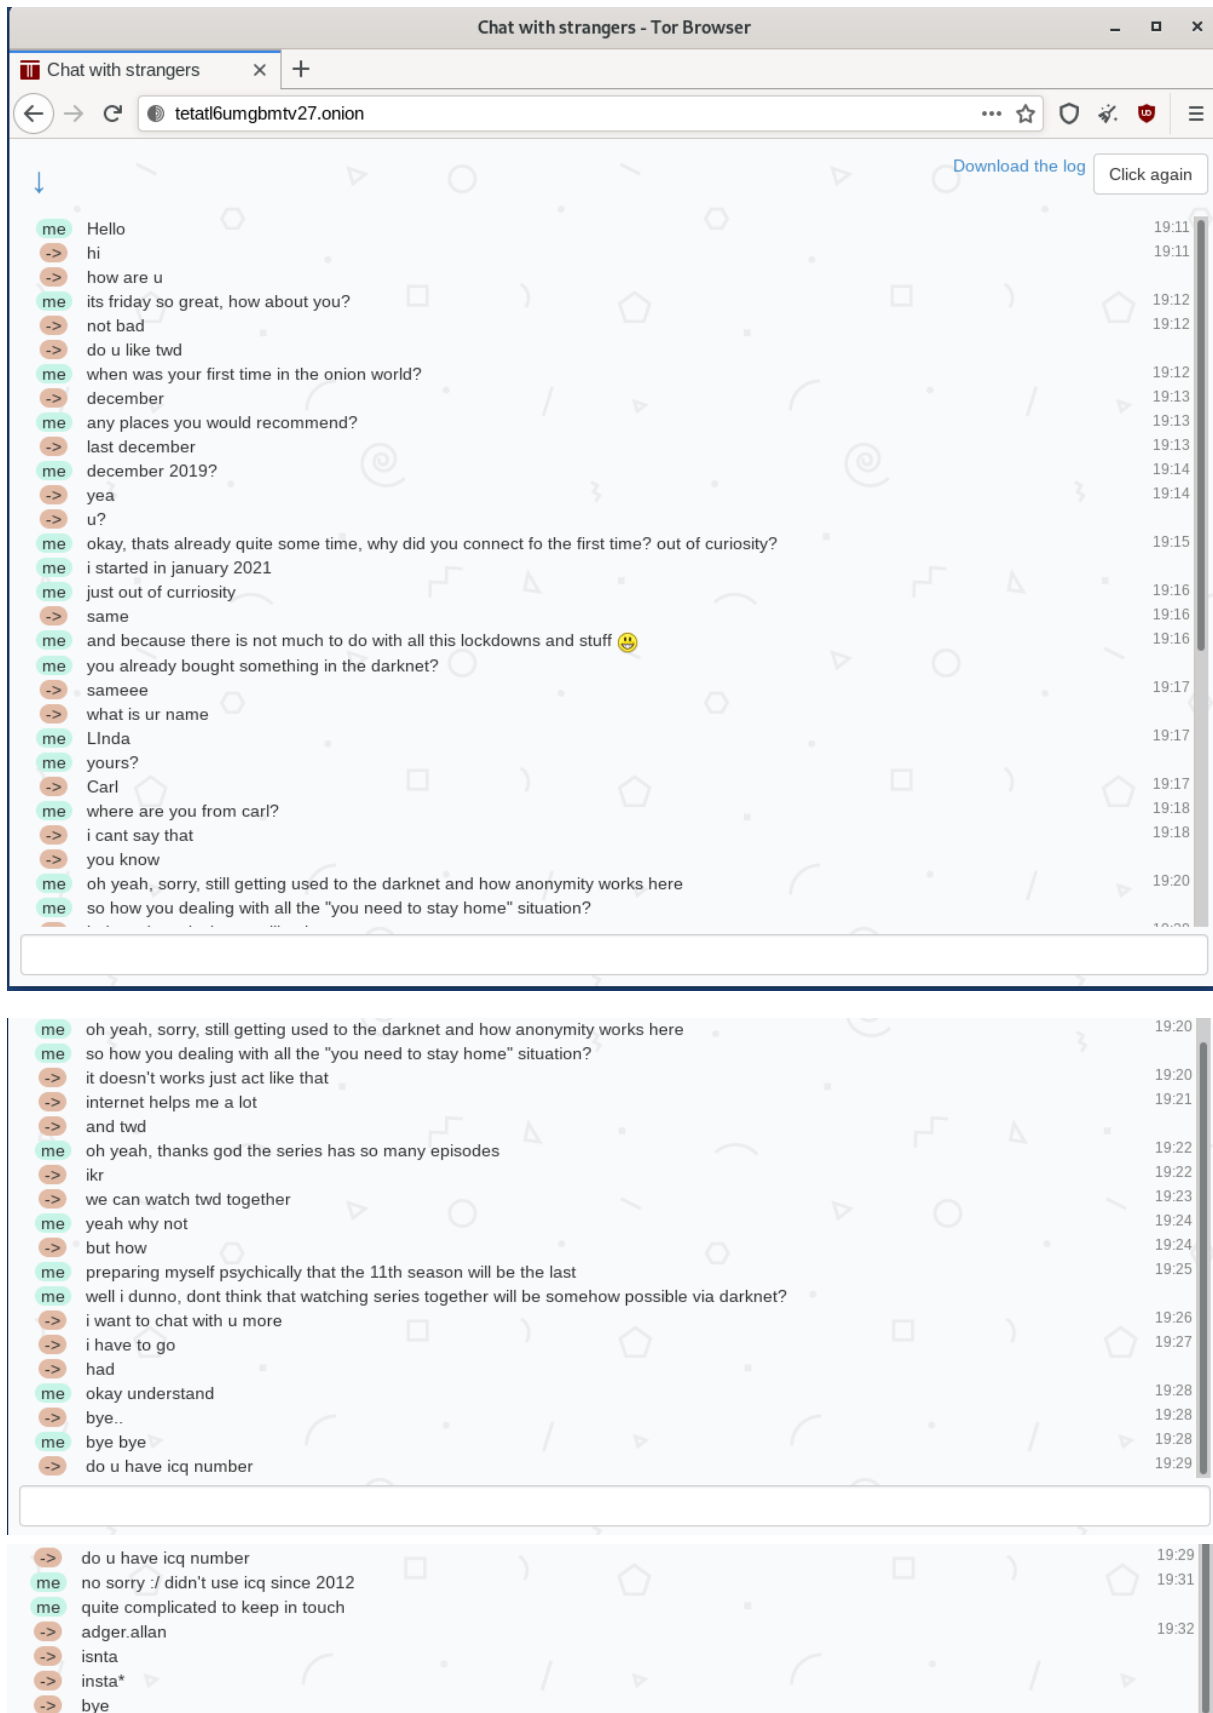 Chat with strangers - Tor Browser
Chat with strangers
tetatl6umgbmtv27.onion
Download the log
Click again
me Hello 19:11
-> hi 19:11
-> how are u
me its friday so great, how about you? 19:12
-> not bad 19:12
-> do u like twd
me when was your first time in the onion world? 19:12
-> december 19:13
me any places you would recommend? 19:13
-> last december 19:13
me december 2019? 19:14
-> yea 19:14
-> u?
me okay, thats already quite some time, why did you connect fo the first time? out of curiosity? 19:15
me i started in january 2021
me just out of curriosity 19:16
-> same 19:16
me and because there is not much to do with all this lockdowns and stuff 19:16
me you already bought something in the darknet?
-> sameee 19:17
-> what is ur name
me LInda 19:17
me yours?
-> Carl 19:17
me where are you from carl? 19:18
-> i cant say that 19:18
-> you know
me oh yeah, sorry, still getting used to the darknet and how anonymity works here 19:20
me so how you dealing with all the "you need to stay home" situation?
me oh yeah, sorry, still getting used to the darknet and how anonymity works here 19:20
me so how you dealing with all the "you need to stay home" situation?
-> it doesn't works just act like that 19:20
-> internet helps me a lot 19:21
-> and twd
me oh yeah, thanks god the series has so many episodes 19:22
-> ikr 19:22
-> we can watch twd together 19:23
me yeah why not 19:24
-> but how 19:24
me preparing myself psychically that the 11th season will be the last 19:25
me well i dunno, dont think that watching series together will be somehow possible via darknet?
-> i want to chat with u more 19:26
-> i have to go 19:27
-> had
me okay understand 19:28
-> bye.. 19:28
me bye bye 19:28
-> do u have icq number 19:29
-> do u have icq number 19:29
me no sorry :/ didn't use icq since 2012 19:31
me quite complicated to keep in touch
-> adger.allan 19:32
-> isnta
-> insta*
-> bye